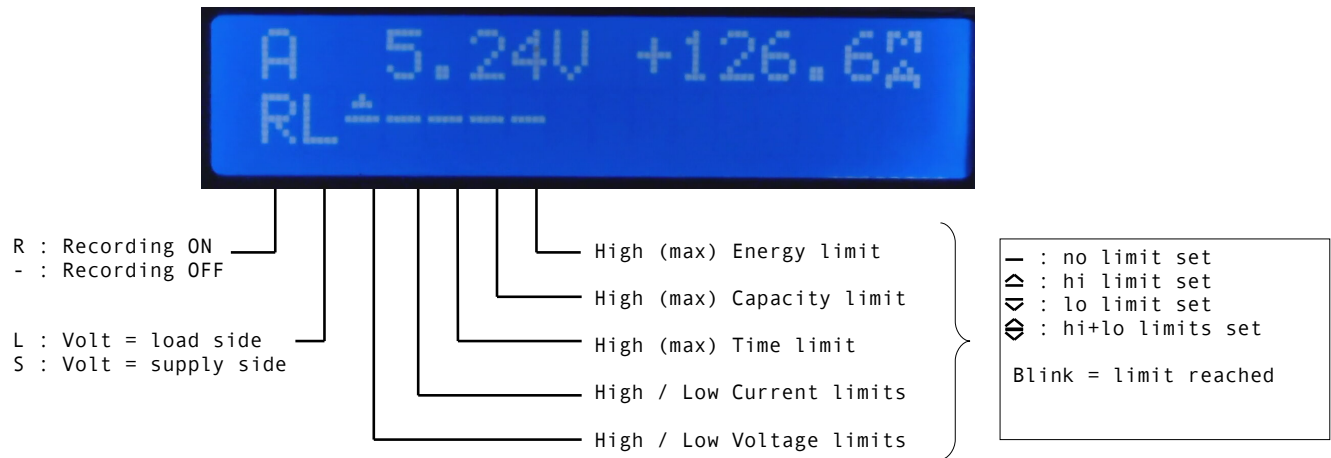 A 5.24V +126.6mA
RL≏----
R : Recording ON
- : Recording OFF
L : Volt = load side
S : Volt = supply side
High (max) Energy limit
High (max) Capacity limit
High (max) Time limit
High / Low Current limits
High / Low Voltage limits
– : no limit set
: hi limit set
: lo limit set
: hi+lo limits set
Blink = limit reached